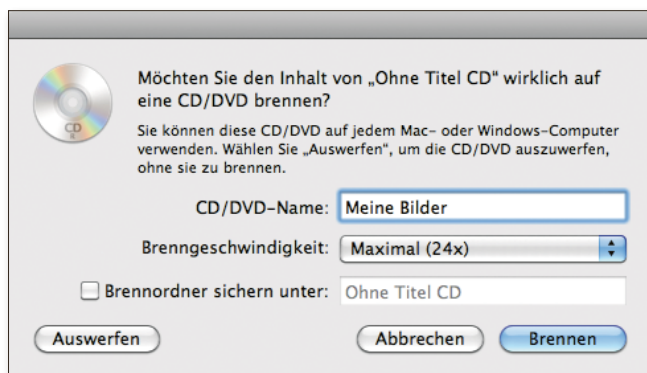 Möchten Sie den Inhalt von „Ohne Titel CD“ wirklich auf
eine CD/DVD brennen?
Sie können diese CD/DVD auf jedem Mac- oder Windows-Computer
verwenden. Wählen Sie „Auswerfen“, um die CD/DVD auszuwerfen,
ohne sie zu brennen.
CD/DVD-Name: Meine Bilder
Brenngeschwindigkeit: Maximal (24x)
Brennordner sichern unter: Ohne Titel CD
Auswerfen Abbrechen Brennen
CD
R